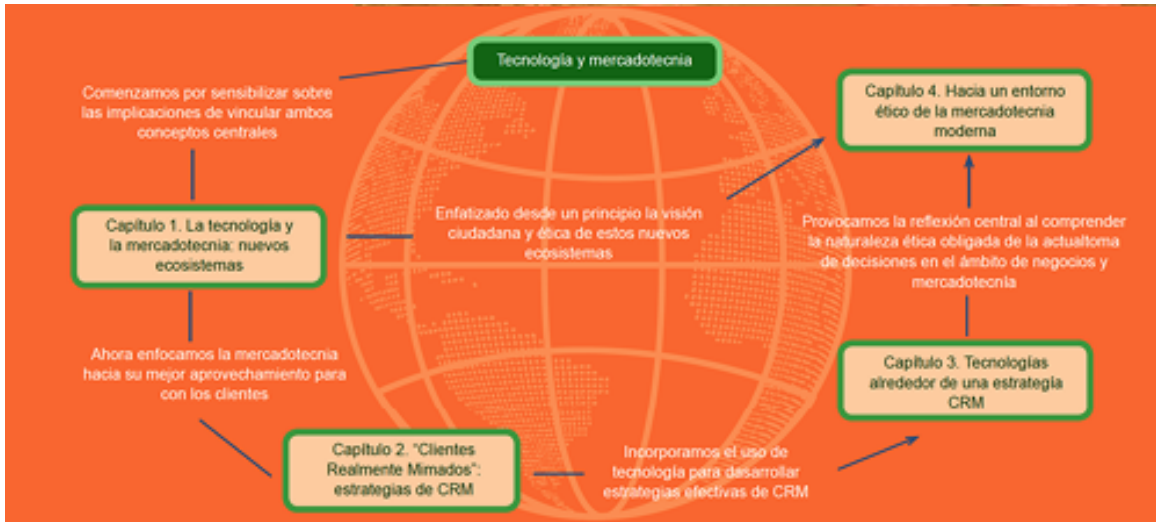 Tecnología y mercadotecnia
Comenzamos por sensibilizar sobre
las implicaciones de vincular ambos
conceptos centrales
Capítulo 1. La tecnología y
la mercadotecnia: nuevos
ecosistemas
Enfatizado desde un principio la visión
ciudadana y ética de estos nuevos
ecosistemas
Capítulo 4. Hacia un entorno
ético de la mercadotecnia
moderna
Ahora enfocamos la mercadotecnia
hacia su mejor aprovechamiento para
con los clientes
Capítulo 2. "Clientes
Realmente Mimados":
estrategias de CRM
Incorporamos el uso de
tecnología para dasarrollar
estrategias efectivas de CRM
Capítulo 3. Tecnologías
alrededor de una estrategia
CRM
Provocamos la reflexión central al comprender
la naturaleza ética obligada de la actualtoma
de decisiones en el ámbito de negocios y
mercadotecnia